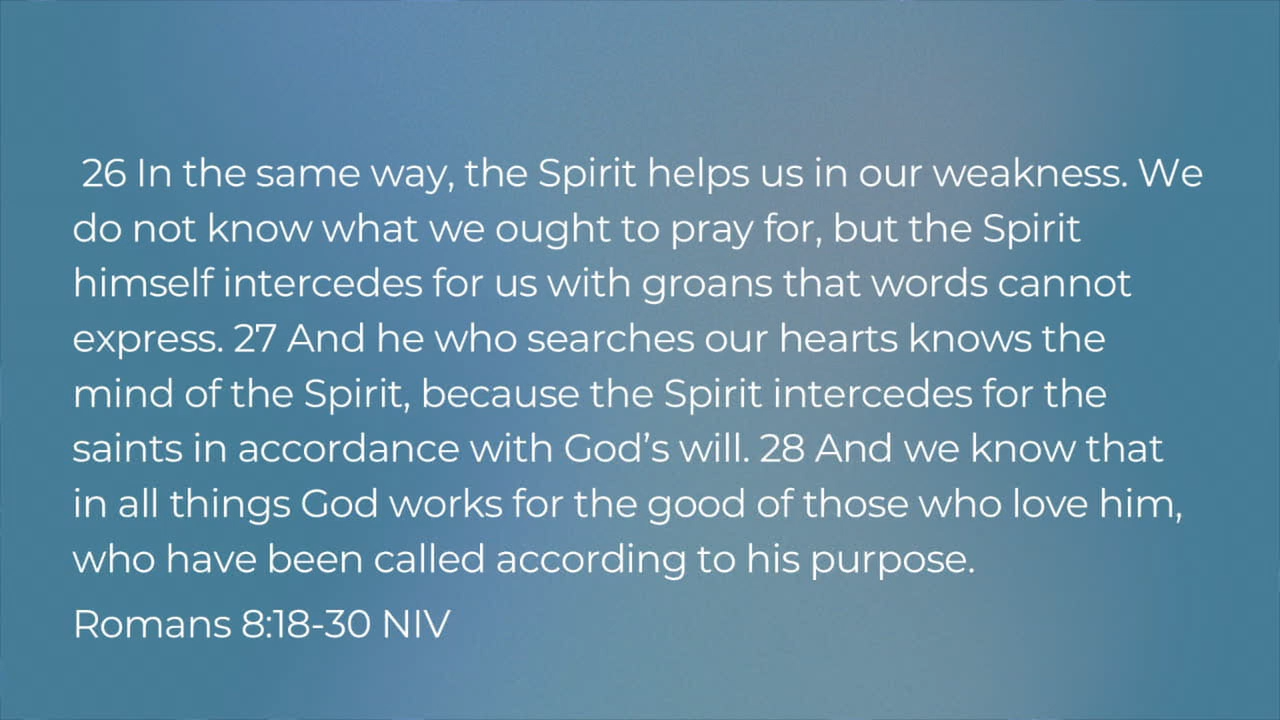 26 In the same way, the Spirit helps us in our weakness. We
do not know what we ought to pray for, but the Spirit
himself intercedes for us with groans that words cannot
express. 27 And he who searches our hearts knows the
mind of the Spirit, because the Spirit intercedes for the
saints in accordance with God’s will. 28 And we know that
in all things God works for the good of those who love him,
who have been called according to his purpose.
Romans 8:18-30 NIV